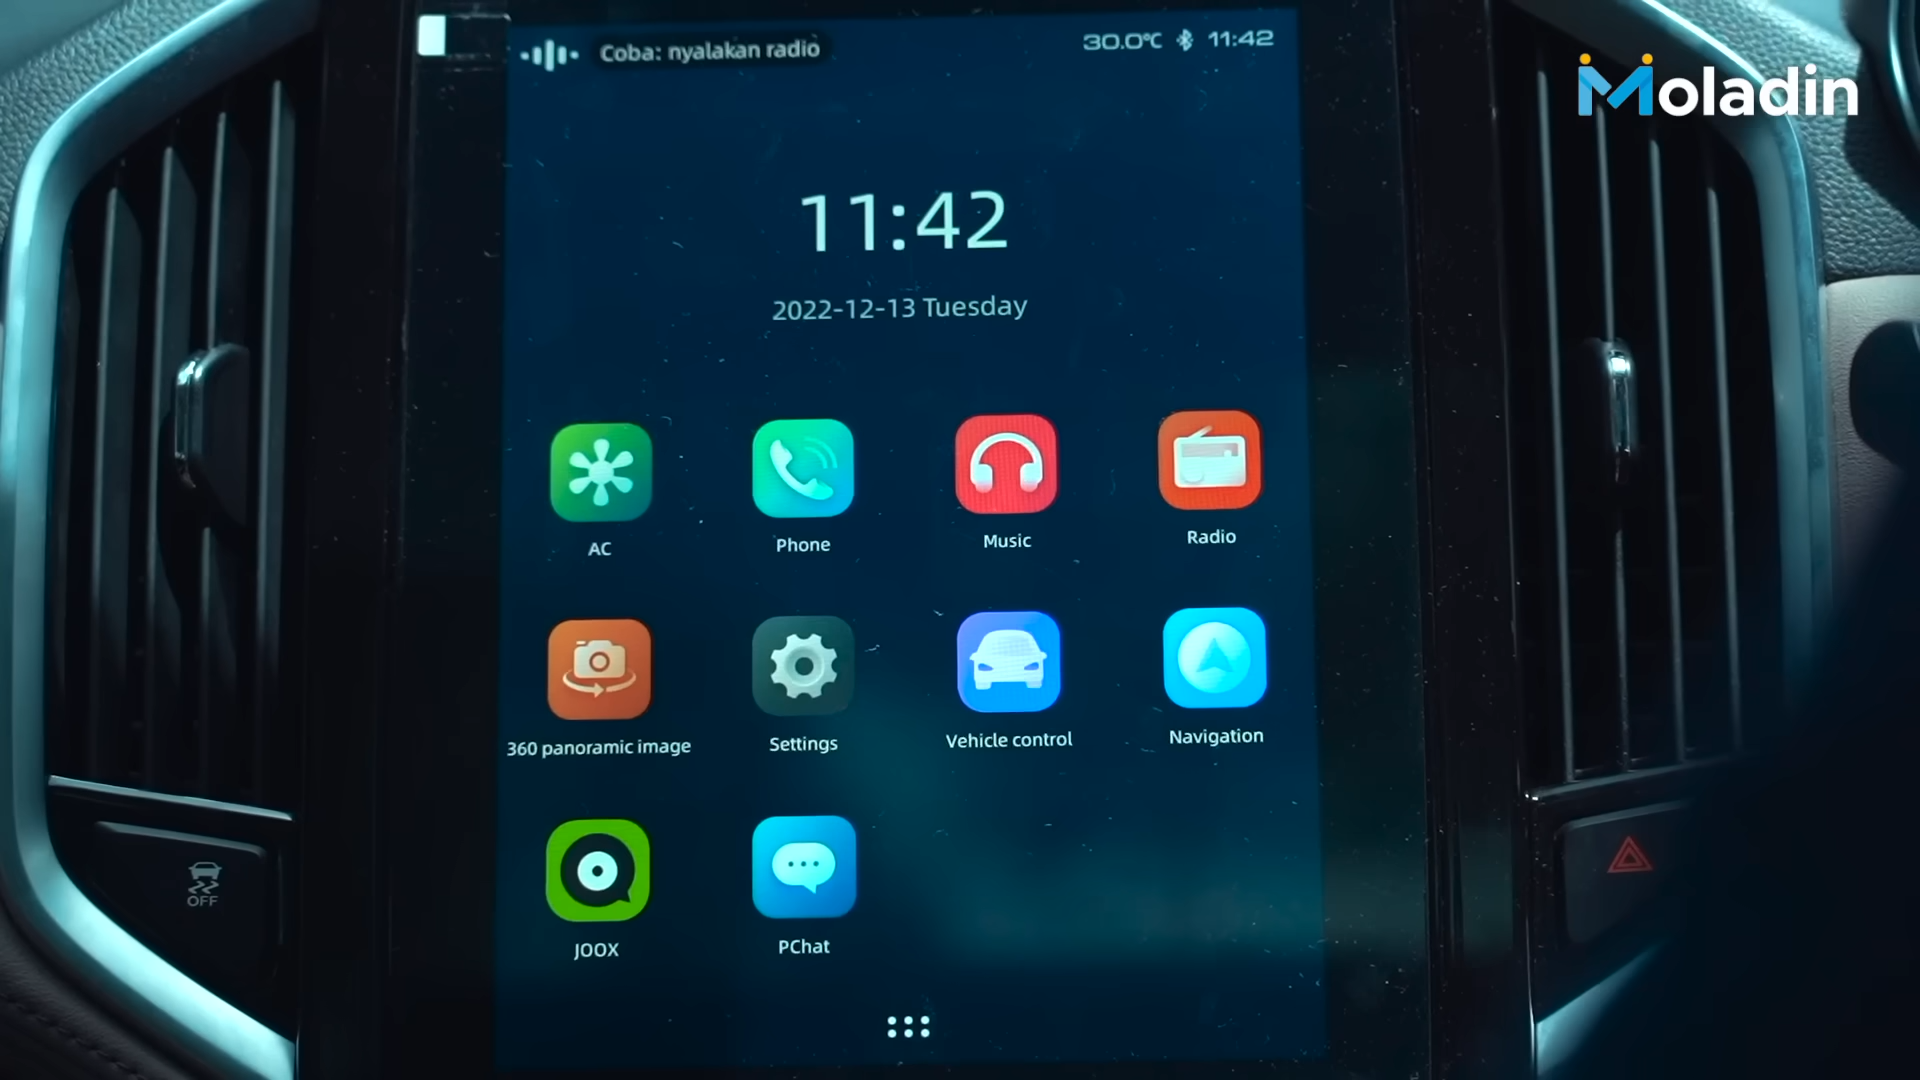 Coba: nyalakan radio
30.0℃ 11:42
Moladin
11:42
2022-12-13 Tuesday
AC
Phone
Music
Radio
360 panoramic image
Settings
Vehicle control
Navigation
OFF
JOOX
PChat